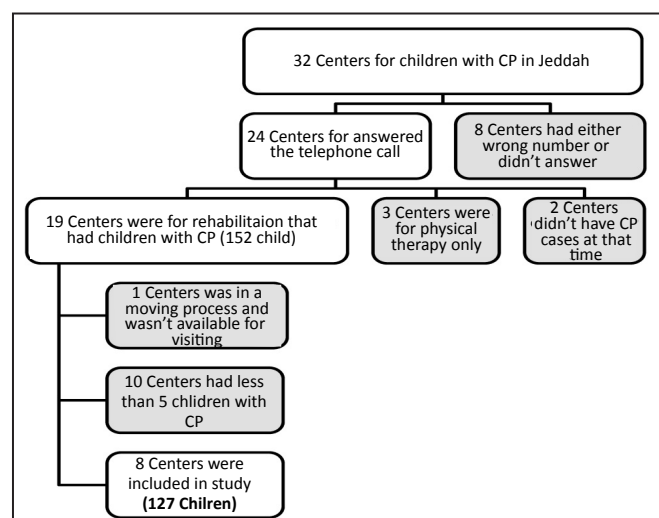 32 Centers for children with CP in Jeddah
24 Centers for answered
the telephone call
8 Centers had either
wrong number or
didn't answer
19 Centers were for rehabilitaion that
had children with CP (152 child)
3 Centers were
for physical
therapy only
2 Centers
didn't have CP
cases at that
time
1 Centers was in a
moving process and
wasn't available for
visiting
10 Centers had less
than 5 chlidren with
CP
8 Centers were
included in study
(127 Chilren)